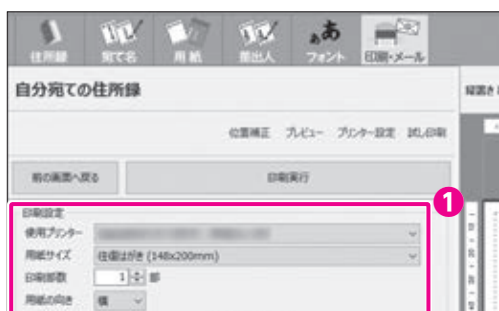 住所録 宛て名 用紙 差出人 フォント 印刷・メール
自分宛ての住所録
縦置き
位置補正 プレビュー プリンター設定 試し印刷
前の画面へ戻る 印刷実行
1
印刷設定
使用プリンター
用紙サイズ 往復はがき (148x200mm)
印刷部数 1 部
用紙の向き 横